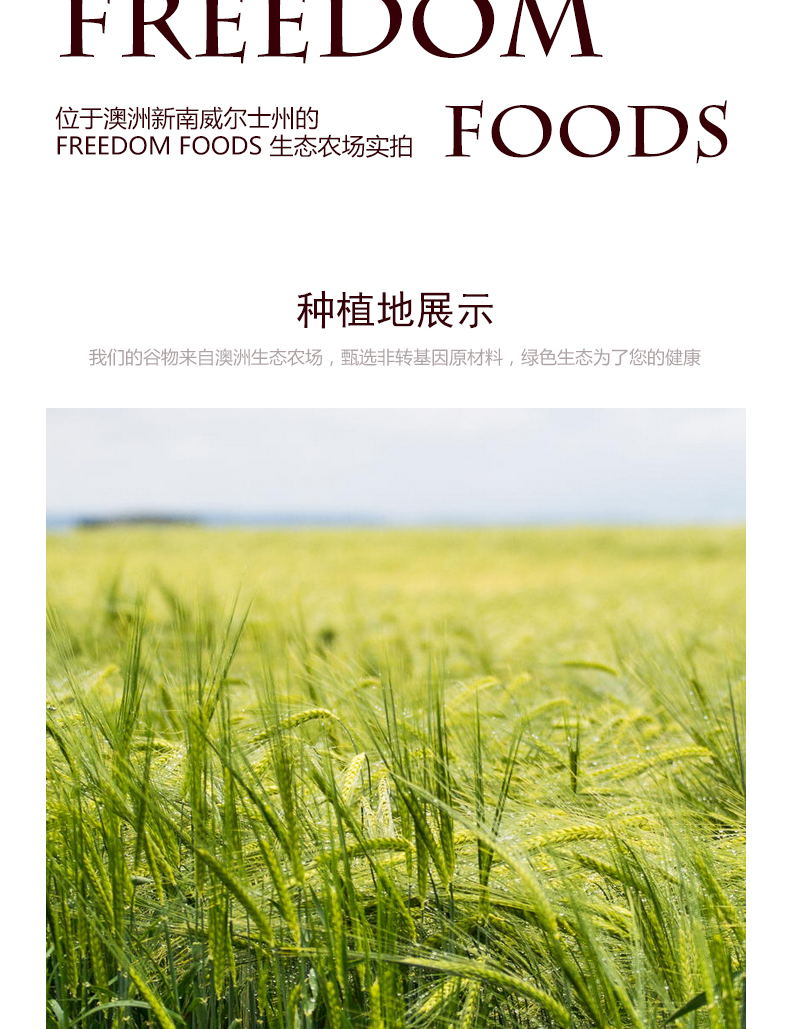 FREEDOM
FOODS
位于澳洲新南威尔士州的
FREEDOM FOODS 生态农场实拍
种植地展示
我们的谷物来自澳洲生态农场，甄选非转基因原材料，绿色生态为了您的健康